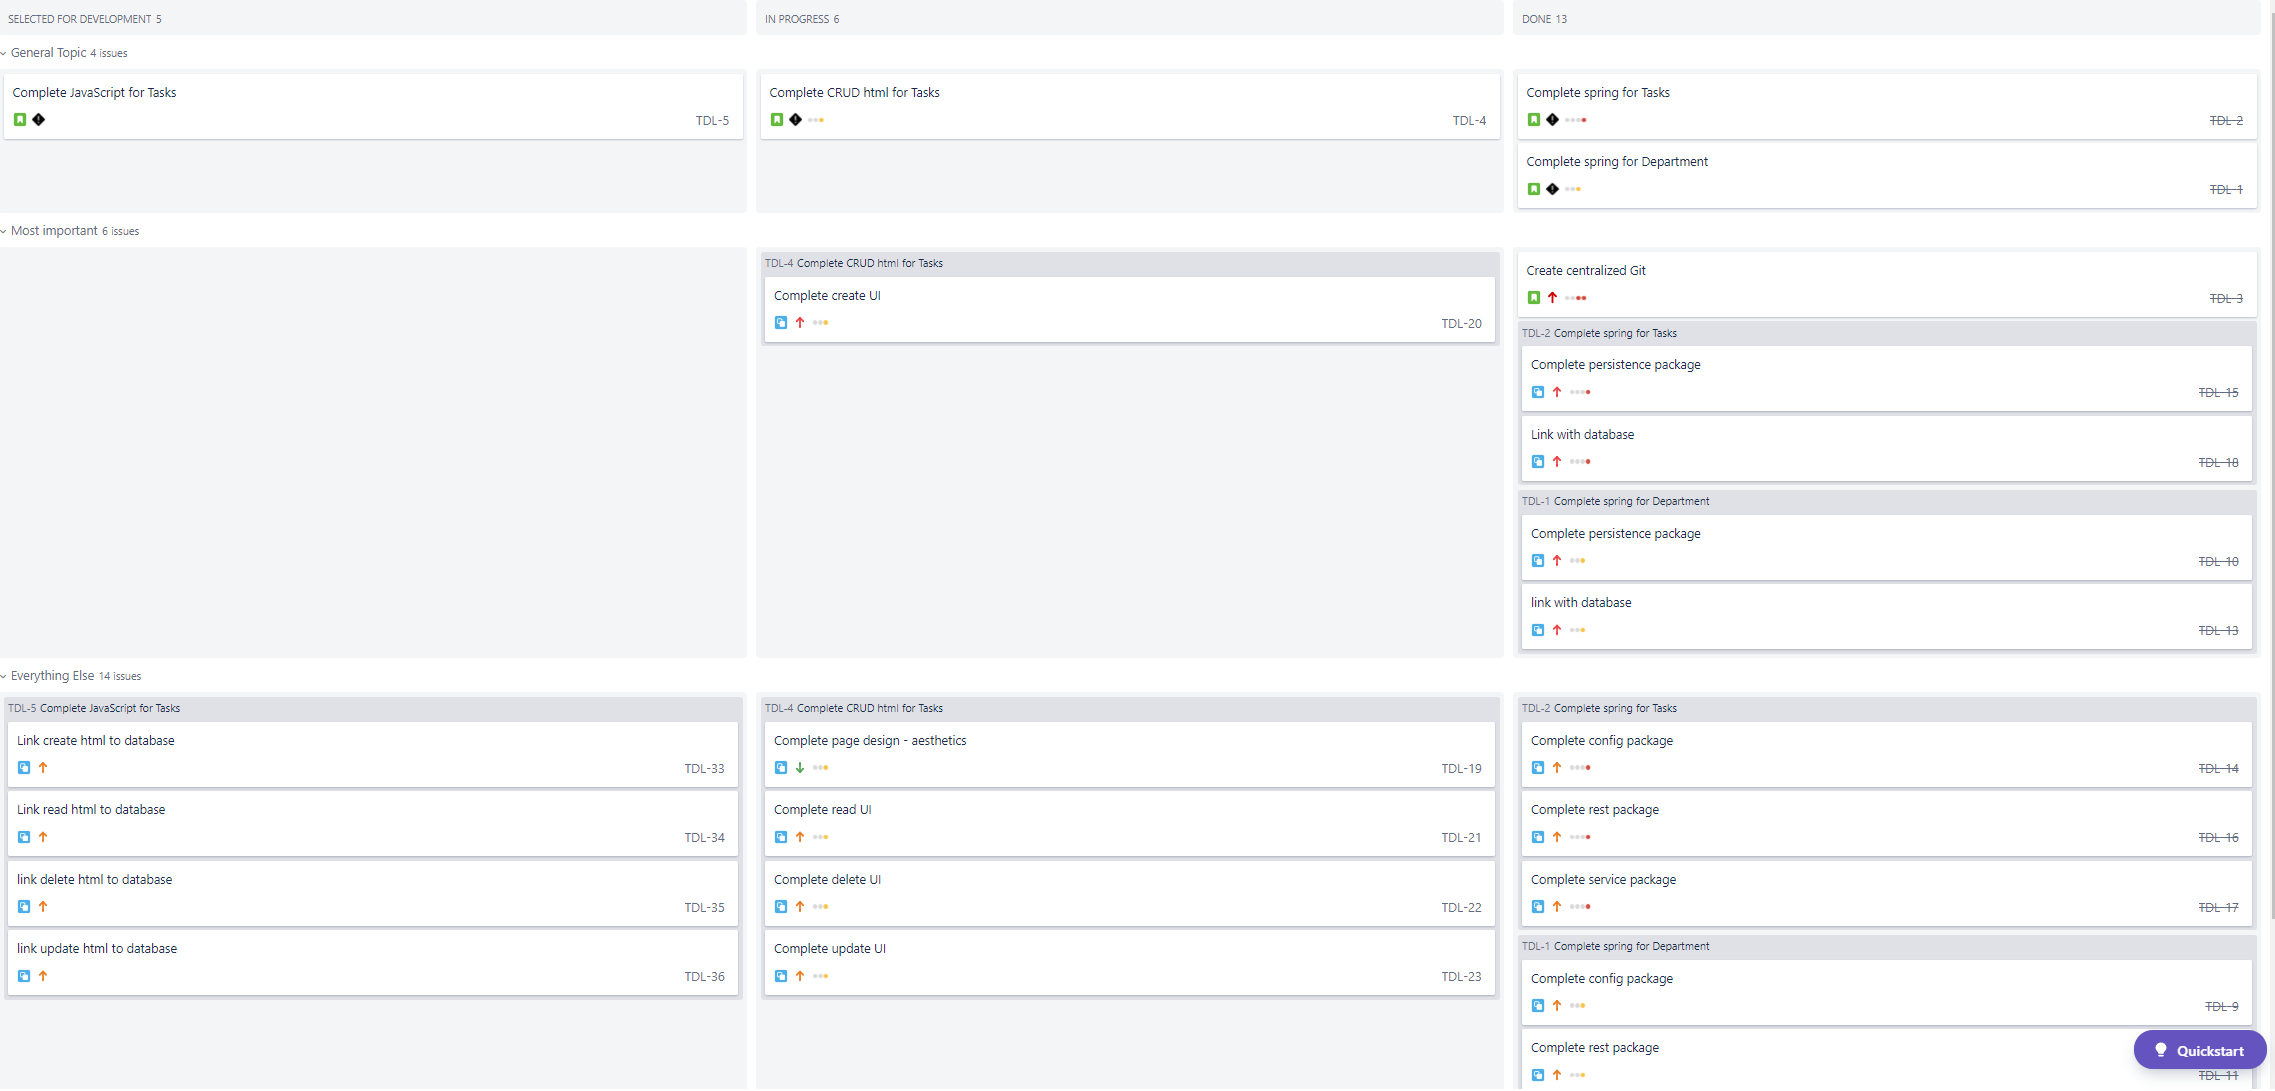 SELECTED FOR DEVELOPMENT 5
IN PROGRESS 6
DONE 13
General Topic 4 issues
Complete JavaScript for Tasks
TDL-5
Complete CRUD html for Tasks
TDL-4
Complete spring for Tasks
TDL-2
Complete spring for Department
TDL-1
Most important 6 issues
TDL-4 Complete CRUD html for Tasks
Complete create UI
TDL-20
Create centralized Git
TDL-3
TDL-2 Complete spring for Tasks
Complete persistence package
TDL-15
Link with database
TDL-18
TDL-1 Complete spring for Department
Complete persistence package
TDL-10
link with database
TDL-13
Everything Else 14 issues
TDL-5 Complete JavaScript for Tasks
Link create html to database
TDL-33
Link read html to database
TDL-34
link delete html to database
TDL-35
link update html to database
TDL-36
TDL-4 Complete CRUD html for Tasks
Complete page design - aesthetics
TDL-19
Complete read UI
TDL-21
Complete delete UI
TDL-22
Complete update UI
TDL-23
TDL-2 Complete spring for Tasks
Complete config package
TDL-14
Complete rest package
TDL-16
Complete service package
TDL-17
TDL-1 Complete spring for Department
Complete config package
TDL-9
Complete rest package
TDL-11
Quickstart